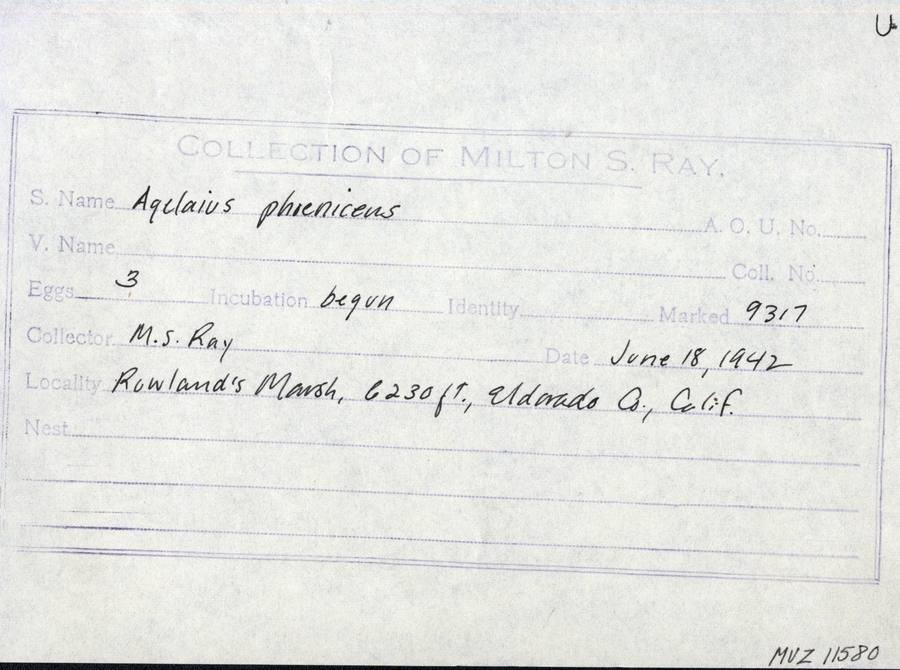 COLLECTION OF MILTON S. RAY.
S. Name Agelaius phoeniceus A. O. U. No.
V. Name Coll. No.
Eggs 3 Incubation begun Identity Marked 9317
Collector M.S. Ray Date June 18, 1942
Locality Rowland's Marsh, 6230 ft., Eldorado Co., Calif.
Nest
MVZ 11580